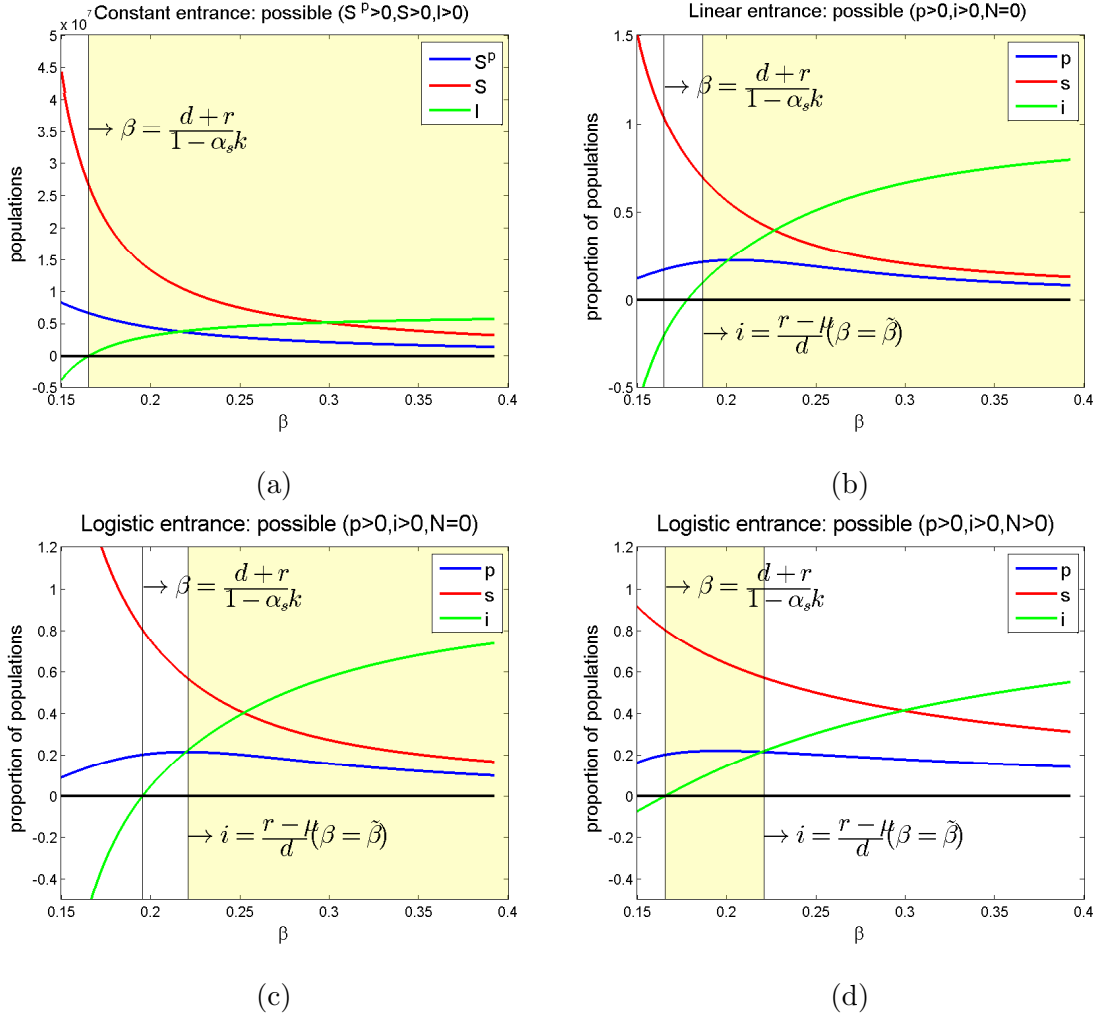 Constant entrance: possible (S^p>0,S>0,I>0)
x 10^7
5
4.5
4
3.5
3
2.5
2
1.5
1
0.5
0
-0.5
0.15 0.2 0.25 0.3 0.35 0.4
populations
β
S^p
S
I
→ β = (d + r)/(1 − α_s k)
(a)
Linear entrance: possible (p>0,i>0,N=0)
1.5
1
0.5
0
-0.5
0.15 0.2 0.25 0.3 0.35 0.4
proportion of populations
β
p
s
i
→ β = (d + r)/(1 − α_s k)
→ i = (r − μ)/d (β = β̃)
(b)
Logistic entrance: possible (p>0,i>0,N=0)
1.2
1
0.8
0.6
0.4
0.2
0
-0.2
-0.4
0.15 0.2 0.25 0.3 0.35 0.4
proportion of populations
β
p
s
i
→ β = (d + r)/(1 − α_s k)
→ i = (r − μ)/d (β = β̃)
(c)
Logistic entrance: possible (p>0,i>0,N>0)
1.2
1
0.8
0.6
0.4
0.2
0
-0.2
-0.4
0.15 0.2 0.25 0.3 0.35 0.4
proportion of populations
β
p
s
i
→ β = (d + r)/(1 − α_s k)
→ i = (r − μ)/d (β = β̃)
(d)